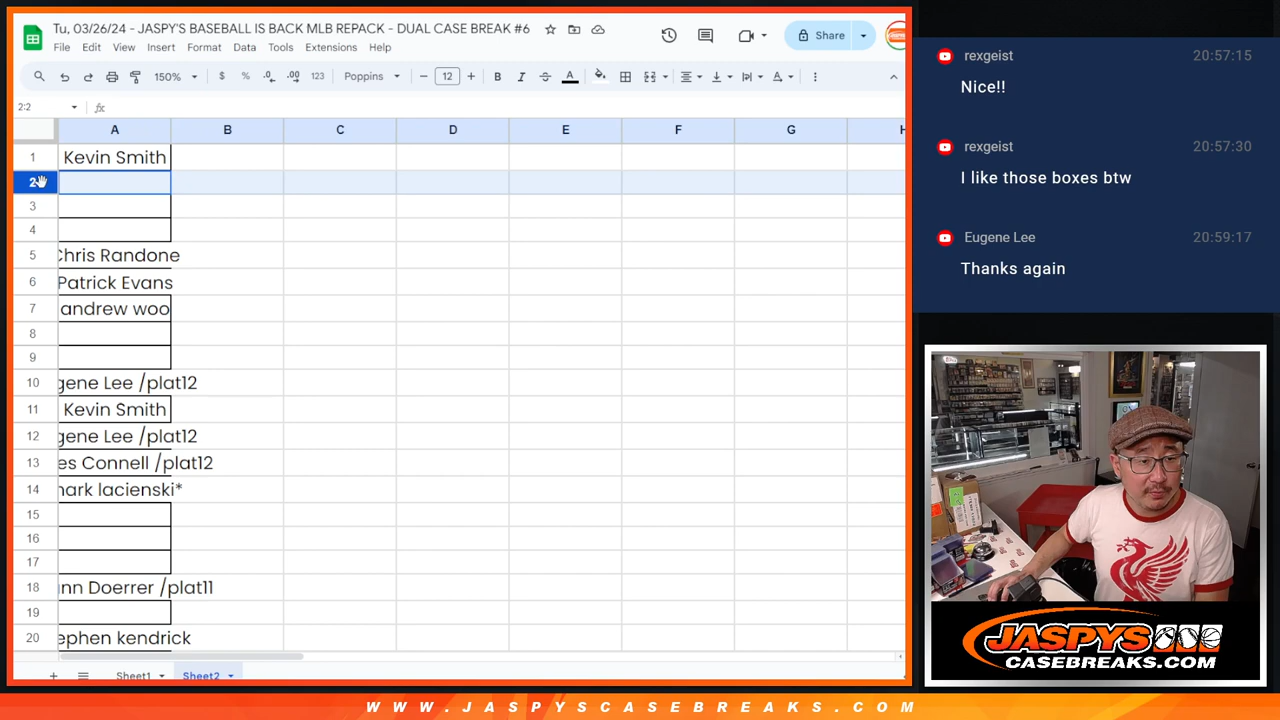 Tu, 03/26/24 - JASPY'S BASEBALL IS BACK MLB REPACK - DUAL CASE BREAK #6
File Edit View Insert Format Data Tools Extensions Help
Share
150% $ % .0 .00 123 Poppins 12 B I A
2:2 fx
A B C D E F G H
1 Kevin Smith
2
3
4
5 Chris Randone
6 Patrick Evans
7 andrew woo
8
9
10 gene Lee /plat12
11 Kevin Smith
12 gene Lee /plat12
13 es Connell /plat12
14 mark lacienski*
15
16
17
18 nn Doerrer /plat11
19
20 ephen kendrick
Sheet1 Sheet2
rexgeist 20:57:15
Nice!!
rexgeist 20:57:30
I like those boxes btw
Eugene Lee 20:59:17
Thanks again
JASPYS
CASEBREAKS.COM
WWW.JASPYSCASEBREAKS.COM